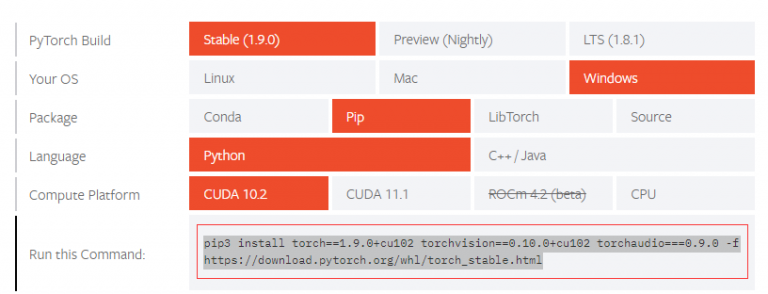 PyTorch Build Stable (1.9.0) Preview (Nightly) LTS (1.8.1)
Your OS Linux Mac Windows
Package Conda Pip LibTorch Source
Language Python C++ / Java
Compute Platform CUDA 10.2 CUDA 11.1 ROCm 4.2 (beta) CPU
Run this Command:
pip3 install torch==1.9.0+cu102 torchvision==0.10.0+cu102 torchaudio===0.9.0 -f
https://download.pytorch.org/whl/torch_stable.html